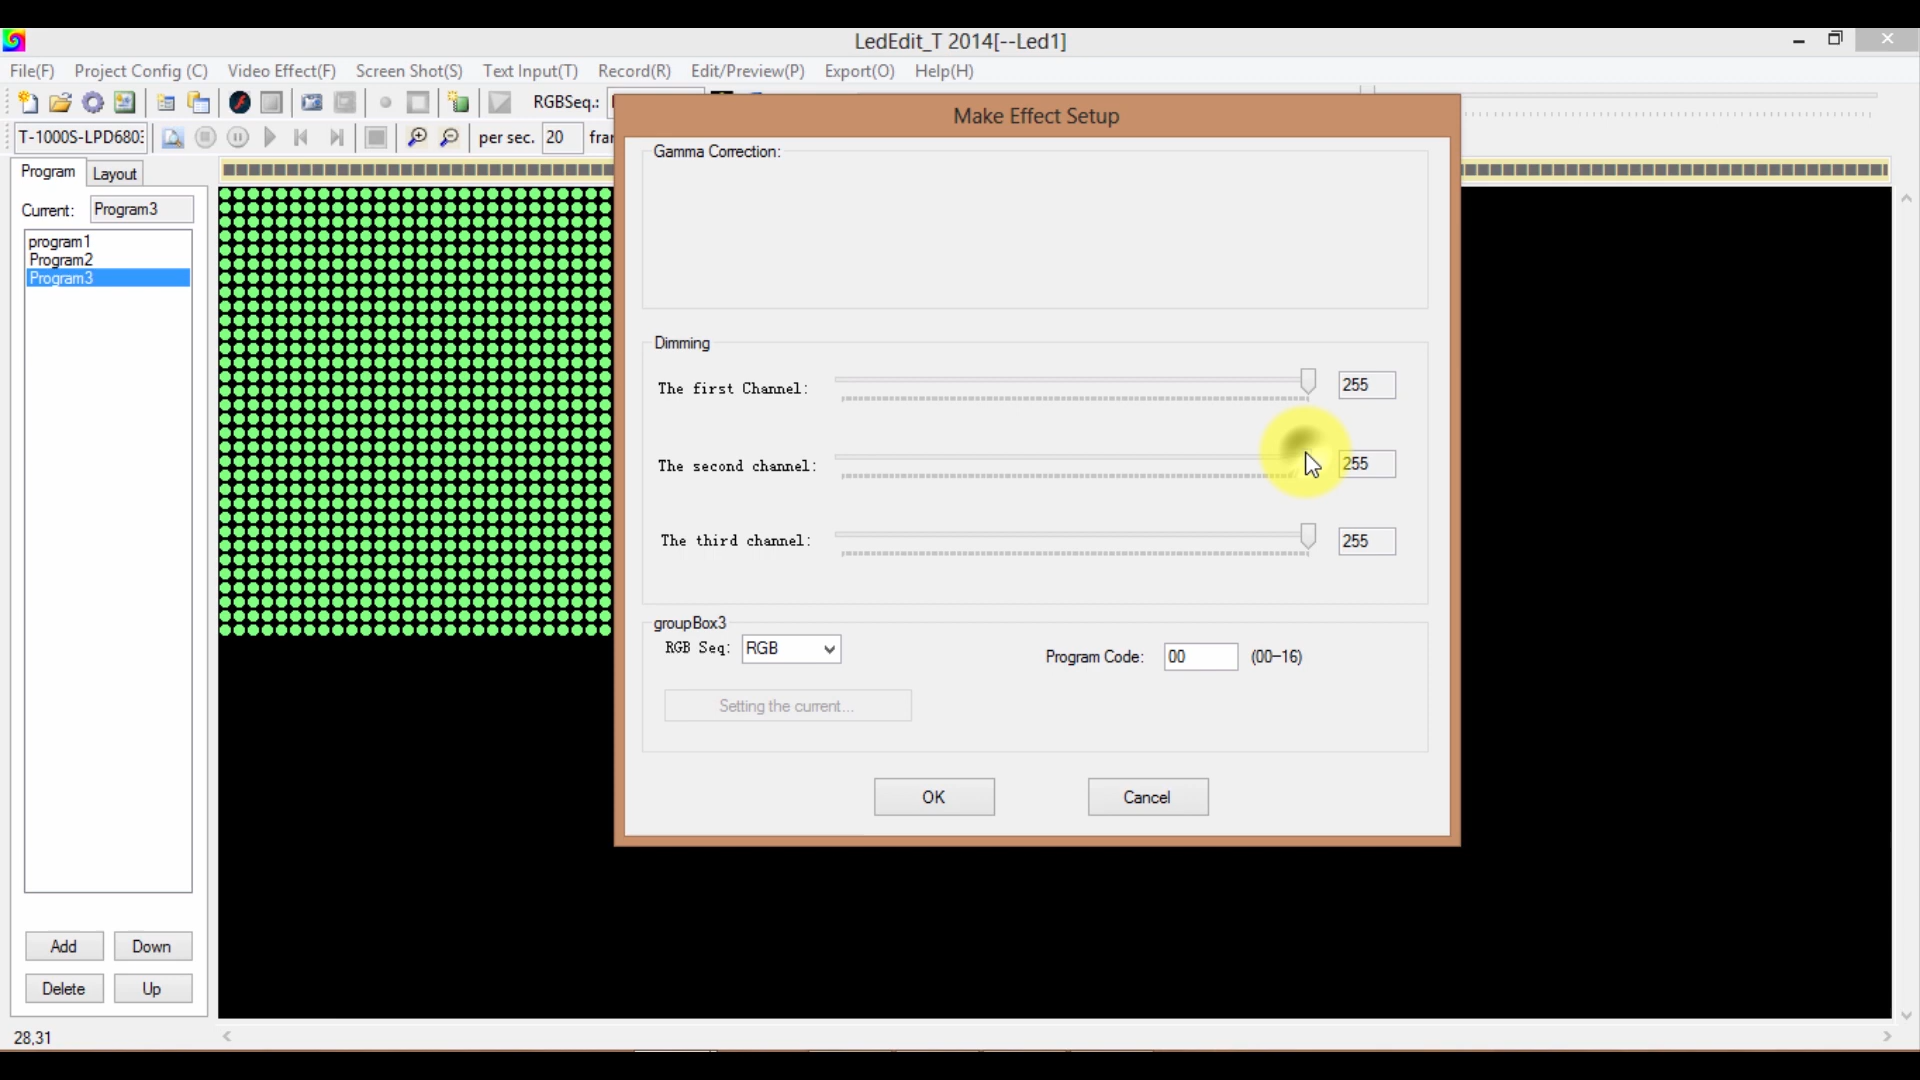 LedEdit_T 2014[--Led1]
File(F) Project Config (C) Video Effect(F) Screen Shot(S) Text Input(T) Record(R) Edit/Preview(P) Export(O) Help(H)
RGBSeq.:
T-1000S-LPD6803 per sec. 20
Program Layout
Current: Program3
program1
Program2
Program3
Add Down
Delete Up
28,31
Make Effect Setup
Gamma Correction:
Dimming
The first Channel: 255
The second channel: 255
The third channel: 255
groupBox3
RGB Seq: RGB
Program Code: 00 (00-16)
Setting the current...
OK Cancel